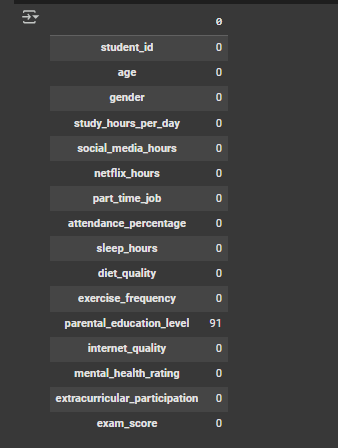 0
student_id 0
age 0
gender 0
study_hours_per_day 0
social_media_hours 0
netflix_hours 0
part_time_job 0
attendance_percentage 0
sleep_hours 0
diet_quality 0
exercise_frequency 0
parental_education_level 91
internet_quality 0
mental_health_rating 0
extracurricular_participation 0
exam_score 0